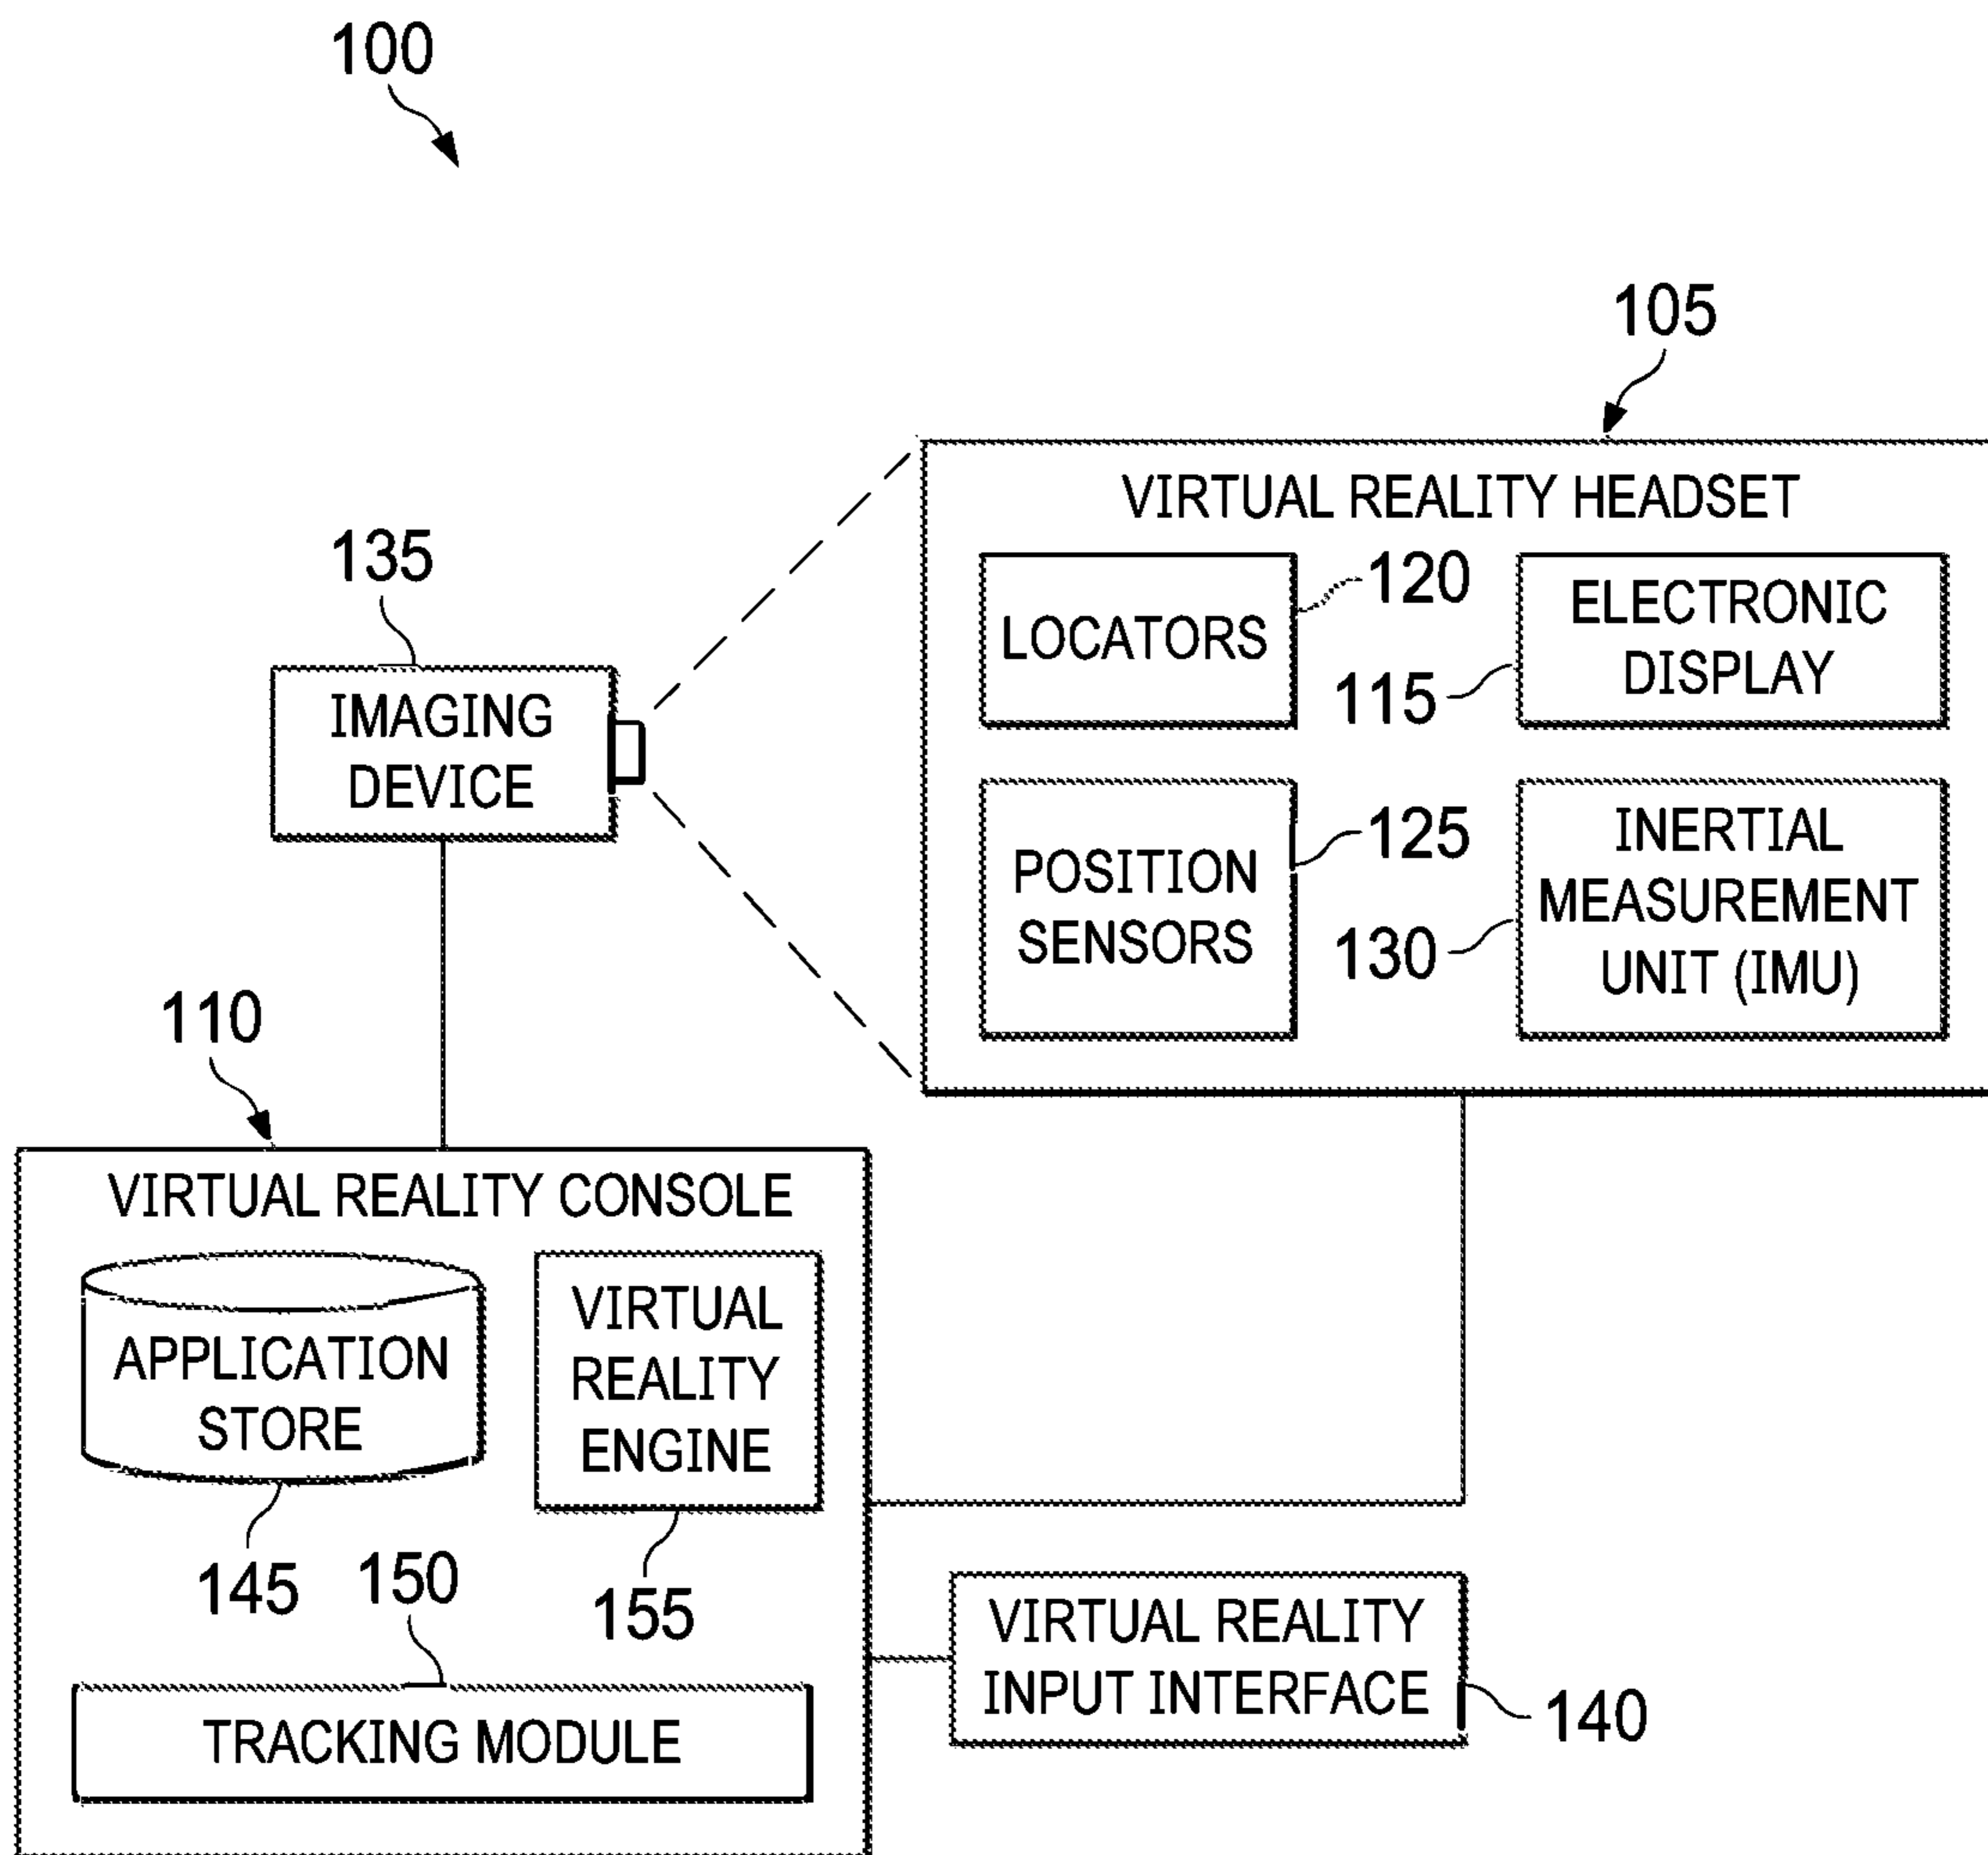 100
105
VIRTUAL REALITY HEADSET
135
120
LOCATORS
ELECTRONIC
DISPLAY
115
IMAGING
DEVICE
125
POSITION
SENSORS
INERTIAL
MEASUREMENT
UNIT (IMU)
130
110
VIRTUAL REALITY CONSOLE
APPLICATION
STORE
VIRTUAL
REALITY
ENGINE
145
150
155
TRACKING MODULE
VIRTUAL REALITY
INPUT INTERFACE
140